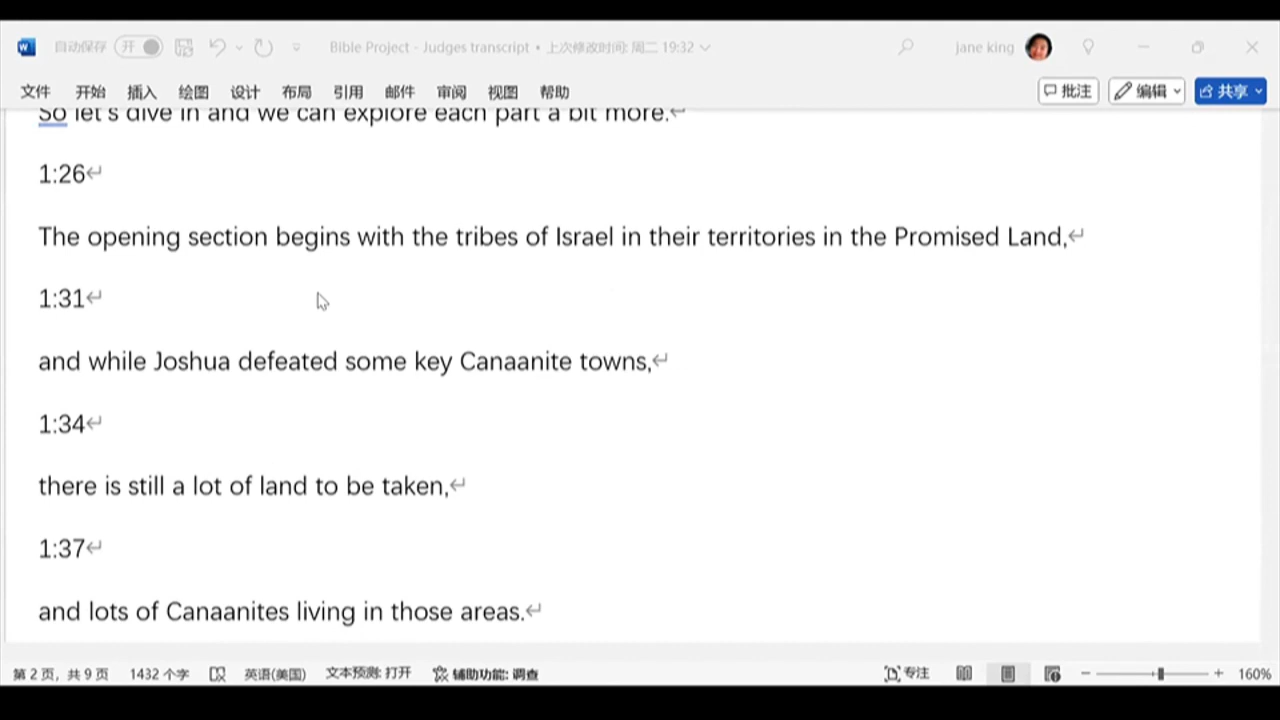 自动保存 开 Bible Project - Judges transcript • 上次修改时间: 周二 19:32 jane king
文件 开始 插入 绘图 设计 布局 引用 邮件 审阅 视图 帮助 批注 编辑 共享
So let's dive in and we can explore each part a bit more.
1:26
The opening section begins with the tribes of Israel in their territories in the Promised Land,
1:31
and while Joshua defeated some key Canaanite towns,
1:34
there is still a lot of land to be taken,
1:37
and lots of Canaanites living in those areas.
第 2 页, 共 9 页 1432 个字 英语(美国) 文本预测: 打开 辅助功能: 调查 专注 160%